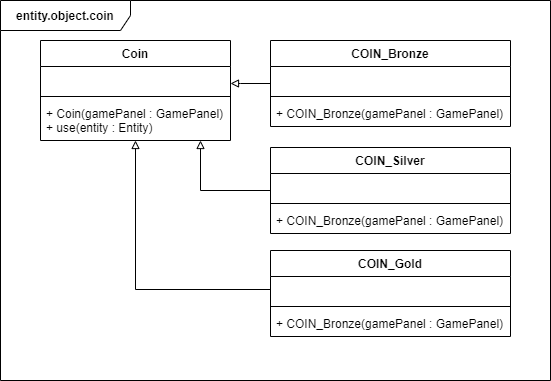 entity.object.coin
Coin
+ Coin(gamePanel : GamePanel)
+ use(entity : Entity)
COIN_Bronze
+ COIN_Bronze(gamePanel : GamePanel)
COIN_Silver
+ COIN_Bronze(gamePanel : GamePanel)
COIN_Gold
+ COIN_Bronze(gamePanel : GamePanel)